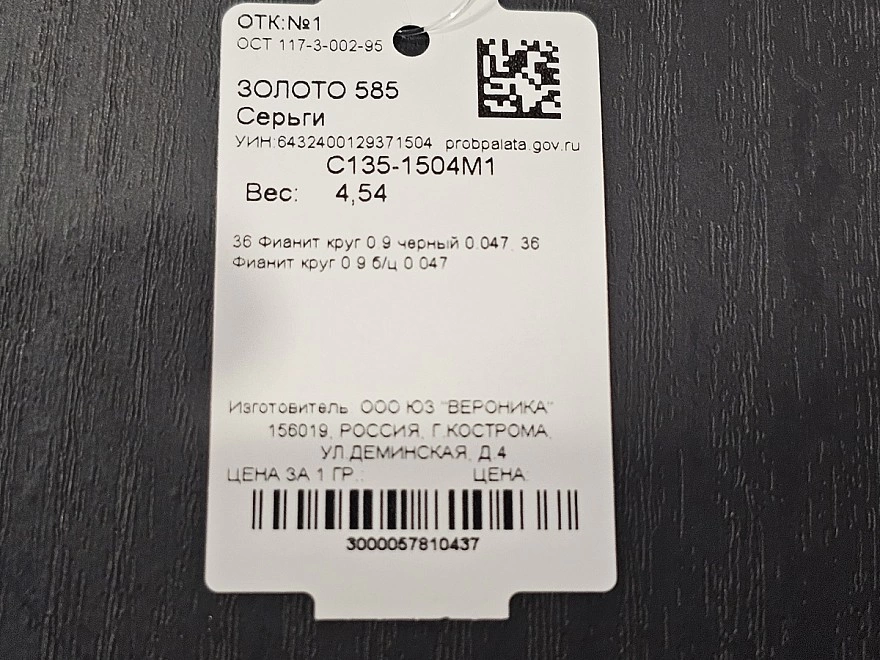 ОТК:№1
ОСТ 117-3-002-95
ЗОЛОТО 585
Серьги
УИН:6432400129371504 probpalata.gov.ru
С135-1504М1
Вес: 4,54
36 Фианит круг 0.9 черный 0.047, 36
Фианит круг 0.9 б/ц 0.047
Изготовитель ООО ЮЗ "ВЕРОНИКА"
156019, РОССИЯ, Г.КОСТРОМА,
УЛ.ДЕМИНСКАЯ, Д.4
ЦЕНА ЗА 1 ГР.: ЦЕНА:
3000057810437